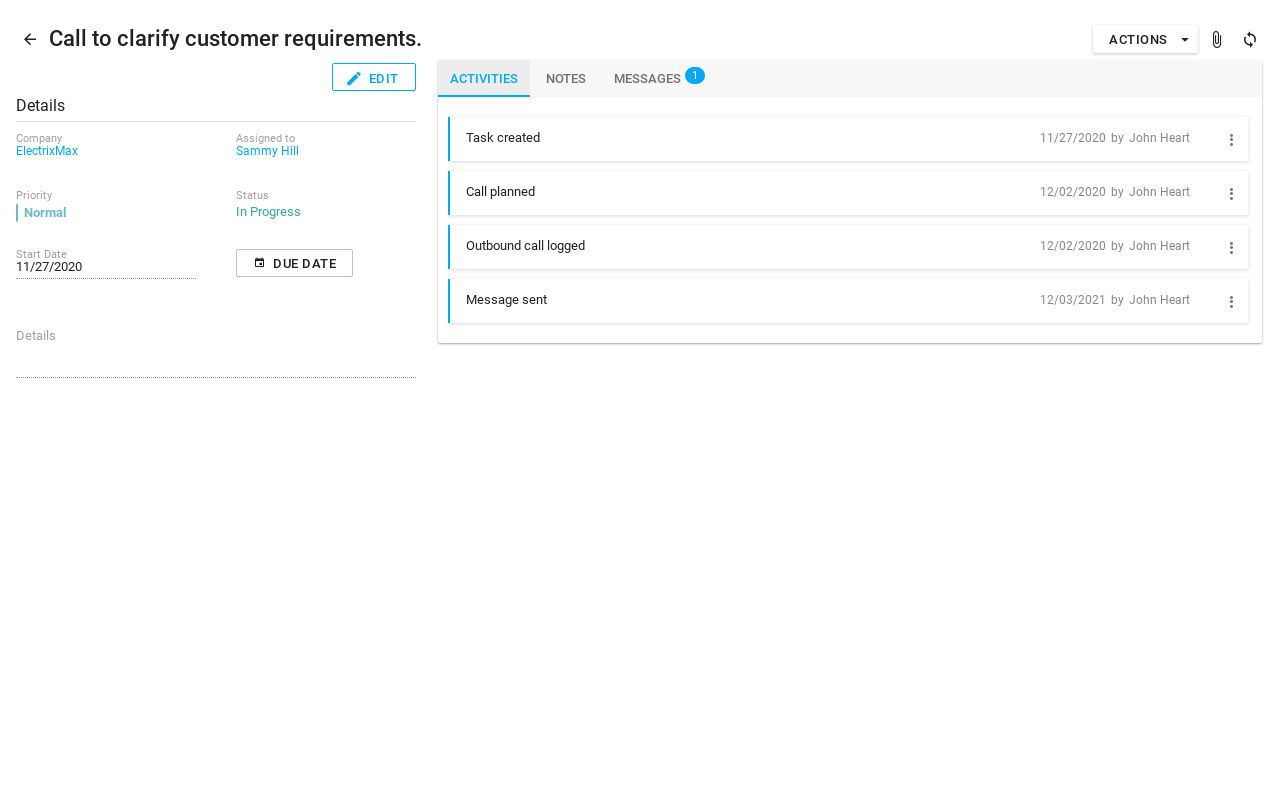 Call to clarify customer requirements.
ACTIONS
EDIT
Details
Company
ElectrixMax
Assigned to
Sammy Hill
Priority
Normal
Status
In Progress
Start Date
11/27/2020
DUE DATE
Details
ACTIVITIES NOTES MESSAGES 1
Task created 11/27/2020 by John Heart
Call planned 12/02/2020 by John Heart
Outbound call logged 12/02/2020 by John Heart
Message sent 12/03/2021 by John Heart